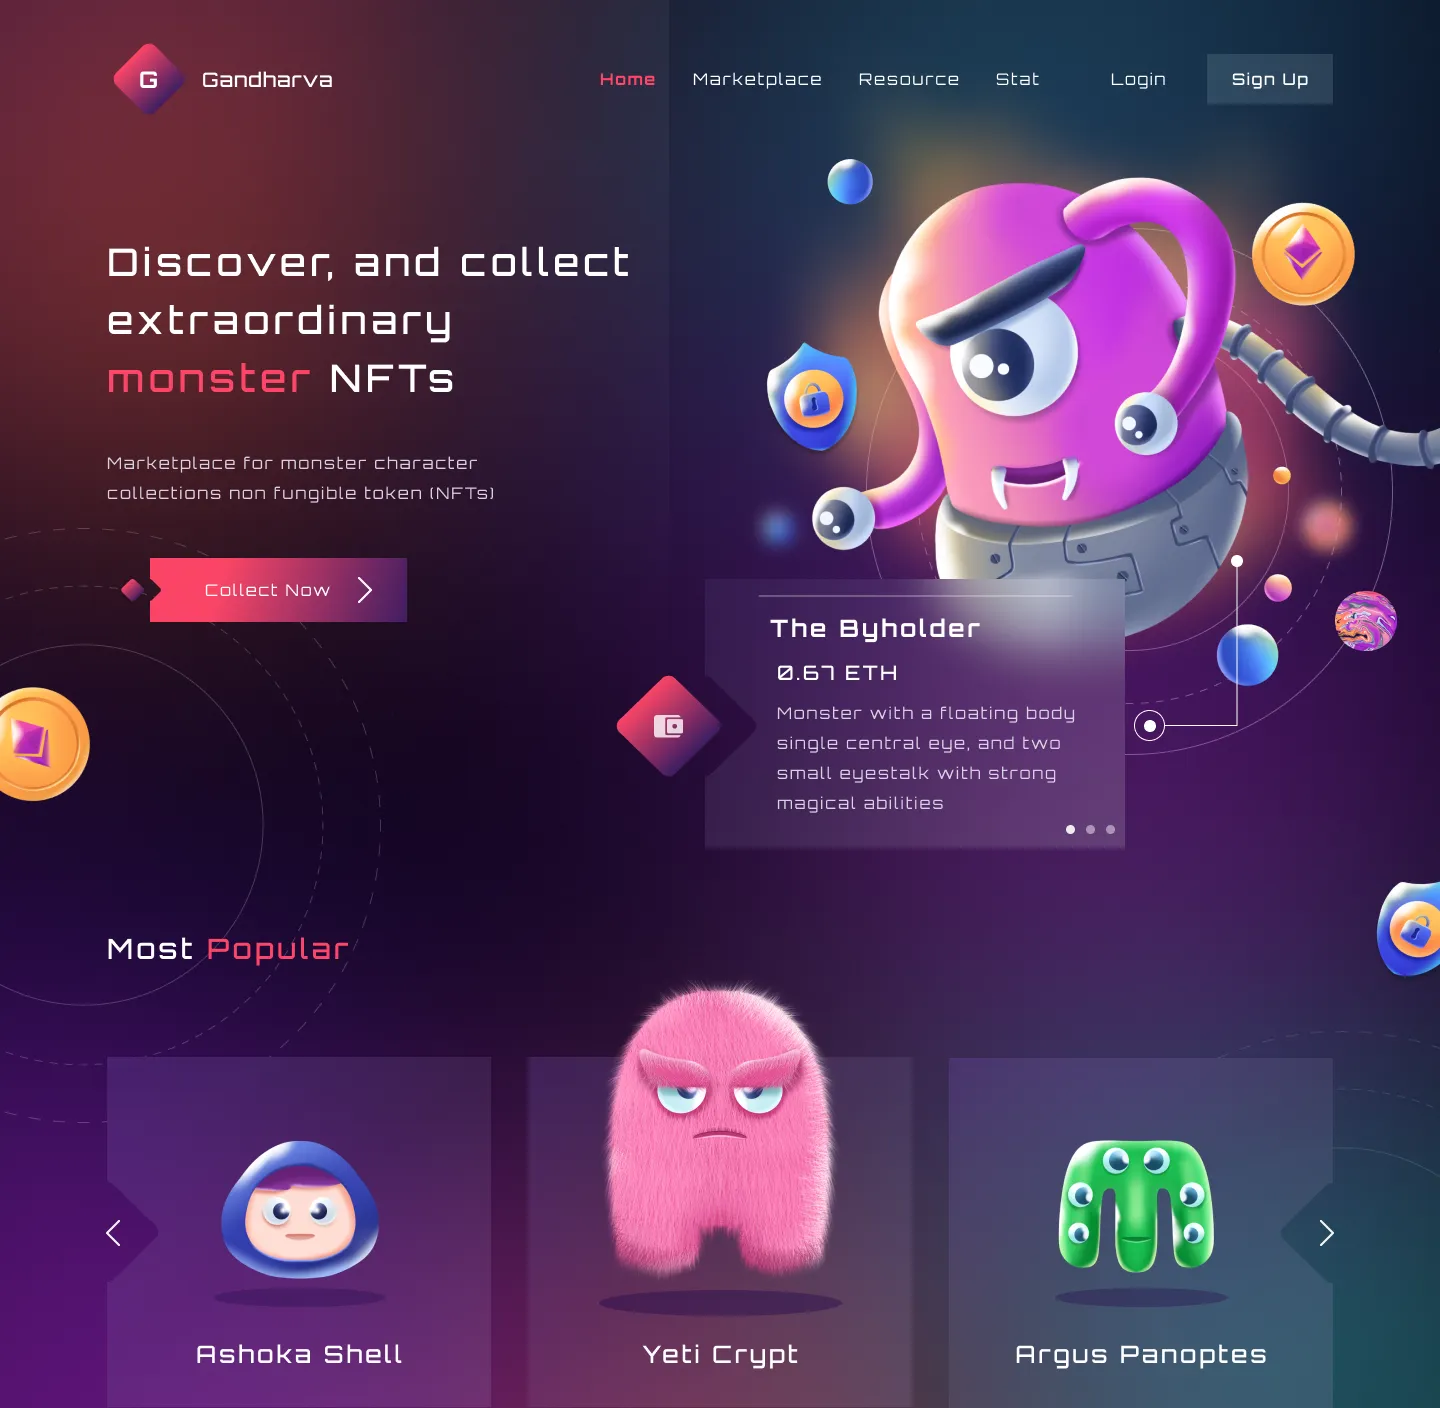 G
Gandharva
Home
Marketplace
Resource
Stat
Login
Sign Up
Discover, and collect
extraordinary
monster NFTs
Marketplace for monster character
collections non fungible token (NFTs)
Collect Now
The Byholder
0.67 ETH
Monster with a floating body
single central eye, and two
small eyestalk with strong
magical abilities
Most Popular
Ashoka Shell
Yeti Crypt
Argus Panoptes